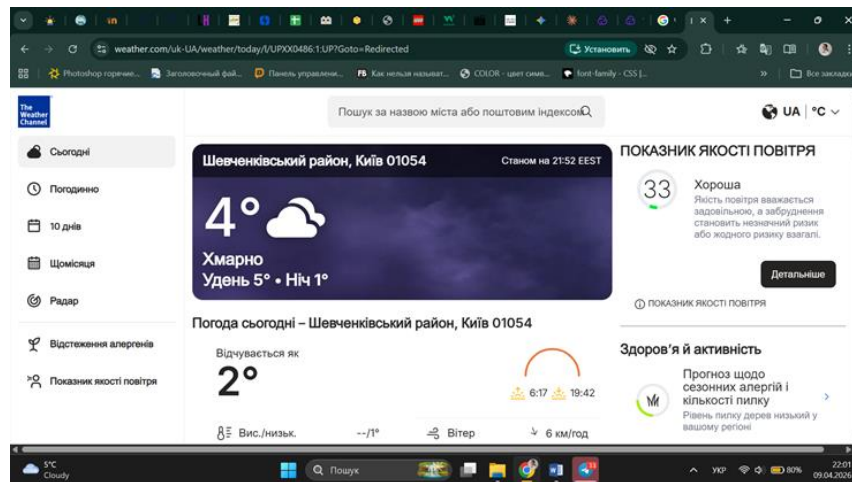 weather.com/uk-UA/weather/today/l/UPXX0486:1:UP?Goto=Redirected
Установить
Photoshop горячие...
Заголовочный фай...
Панель управлени...
Как нельзя называт...
COLOR - цвет симв...
font-family - CSS |...
»
Все закладки
The
Weather
Channel
Пошук за назвою міста або поштовим індексом
UA | °C
Сьогодні
Погодинно
10 днів
Щомісяця
Радар
Відстеження алергенів
Показник якості повітря
Шевченківський район, Київ 01054
Станом на 21:52 EEST
4°
Хмарно
Удень 5° • Ніч 1°
Погода сьогодні – Шевченківський район, Київ 01054
Відчувається як
2°
6:17
19:42
Вис./низьк.
--/1°
Вітер
6 км/год
ПОКАЗНИК ЯКОСТІ ПОВІТРЯ
33
Хороша
Якість повітря вважається
задовільною, а забруднення
становить незначний ризик
або жодного ризику взагалі.
Детальніше
ПОКАЗНИК ЯКОСТІ ПОВІТРЯ
Здоров’я й активність
Прогноз щодо
сезонних алергій і
кількості пилку
Рівень пилку дерев низький у
вашому регіоні
5°C
Cloudy
Пошук
УКР
80%
22:01
09.04.2026